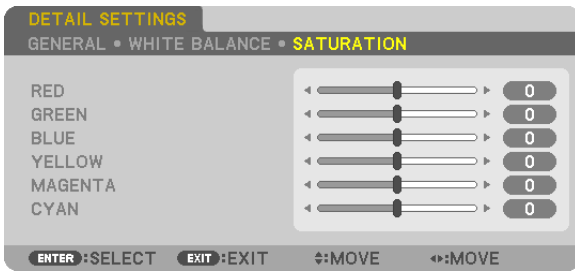 DETAIL SETTINGS
GENERAL • WHITE BALANCE • SATURATION
RED 0
GREEN 0
BLUE 0
YELLOW 0
MAGENTA 0
CYAN 0
ENTER :SELECT EXIT :EXIT :MOVE :MOVE